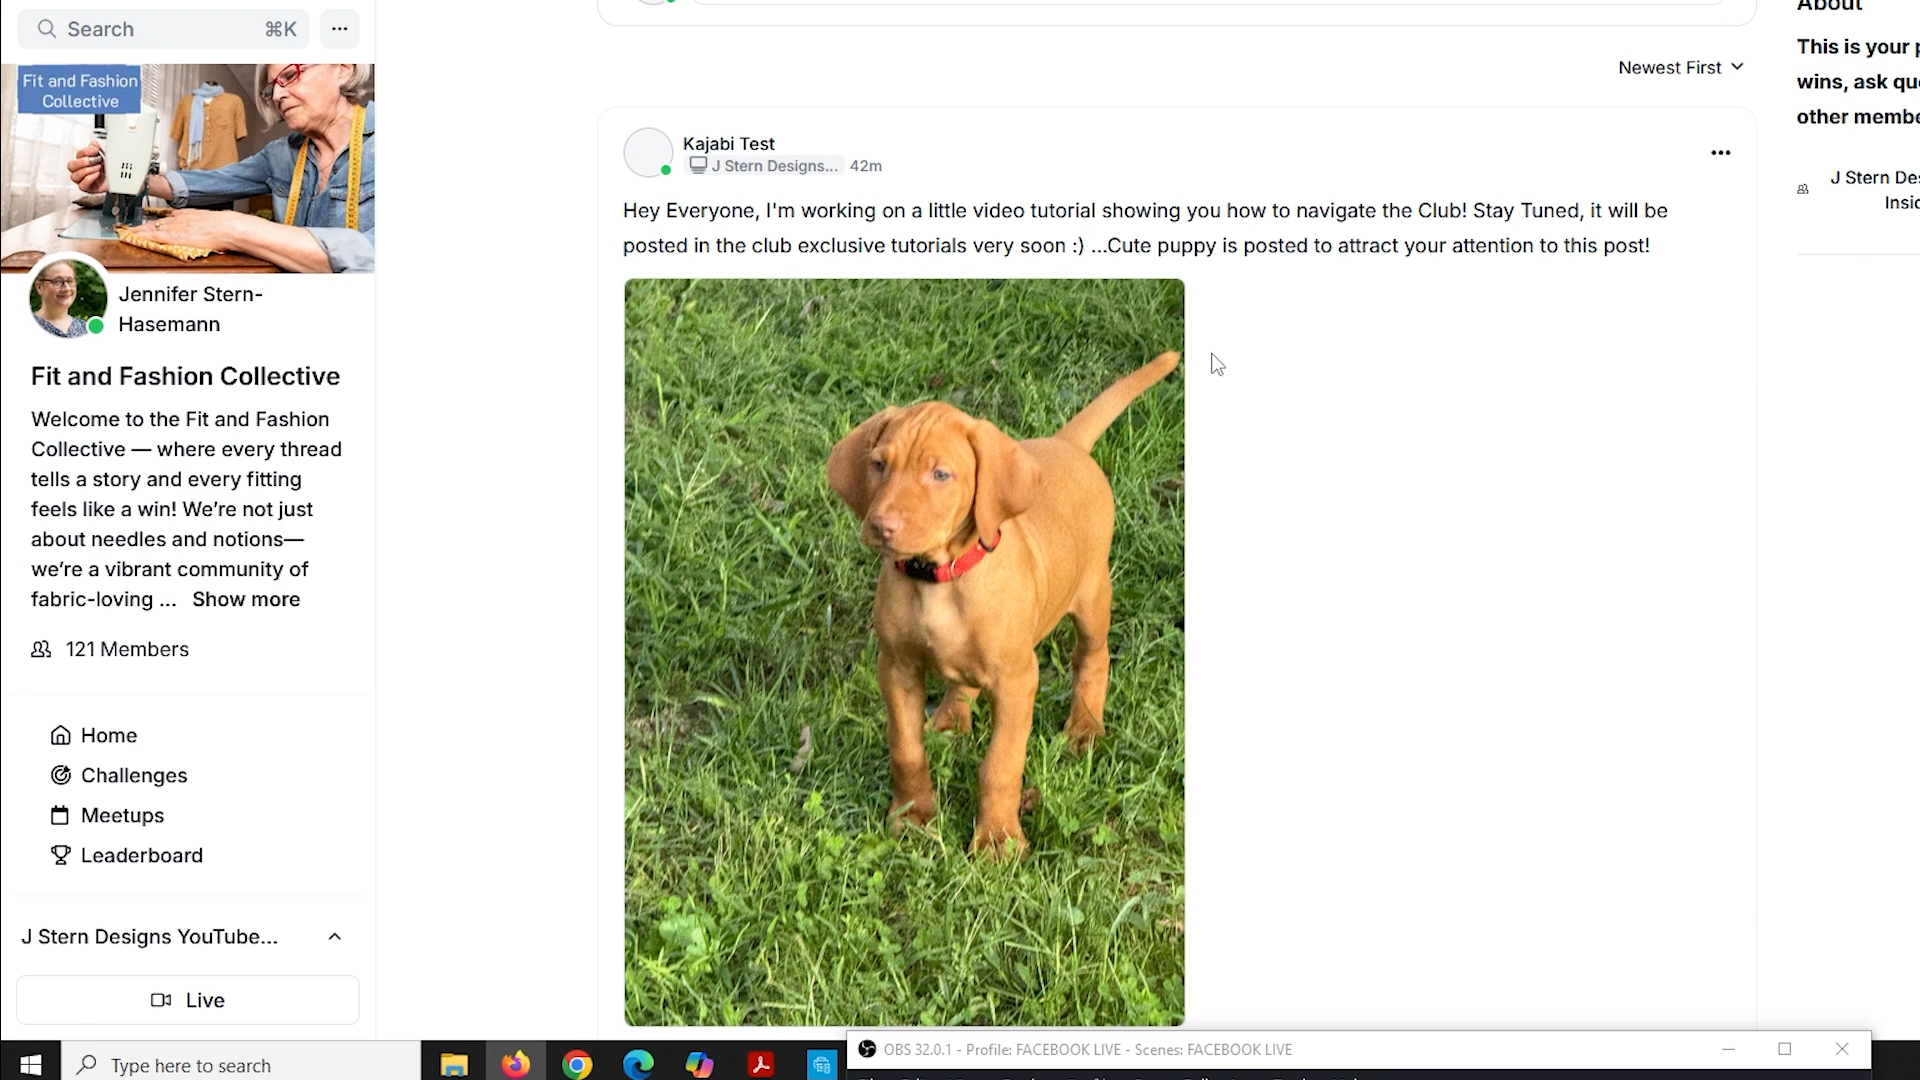 Search
⌘K
Fit and Fashion
Collective
Jennifer Stern-
Hasemann
Fit and Fashion Collective
Welcome to the Fit and Fashion
Collective — where every thread
tells a story and every fitting
feels like a win! We’re not just
about needles and notions—
we’re a vibrant community of
fabric-loving ... Show more
121 Members
Home
Challenges
Meetups
Leaderboard
J Stern Designs YouTube...
Live
Newest First
Kajabi Test
J Stern Designs... 42m
Hey Everyone, I'm working on a little video tutorial showing you how to navigate the Club! Stay Tuned, it will be
posted in the club exclusive tutorials very soon :) ...Cute puppy is posted to attract your attention to this post!
About
This is your
wins, ask
other
J Stern
Type here to search
OBS 32.0.1 - Profile: FACEBOOK LIVE - Scenes: FACEBOOK LIVE